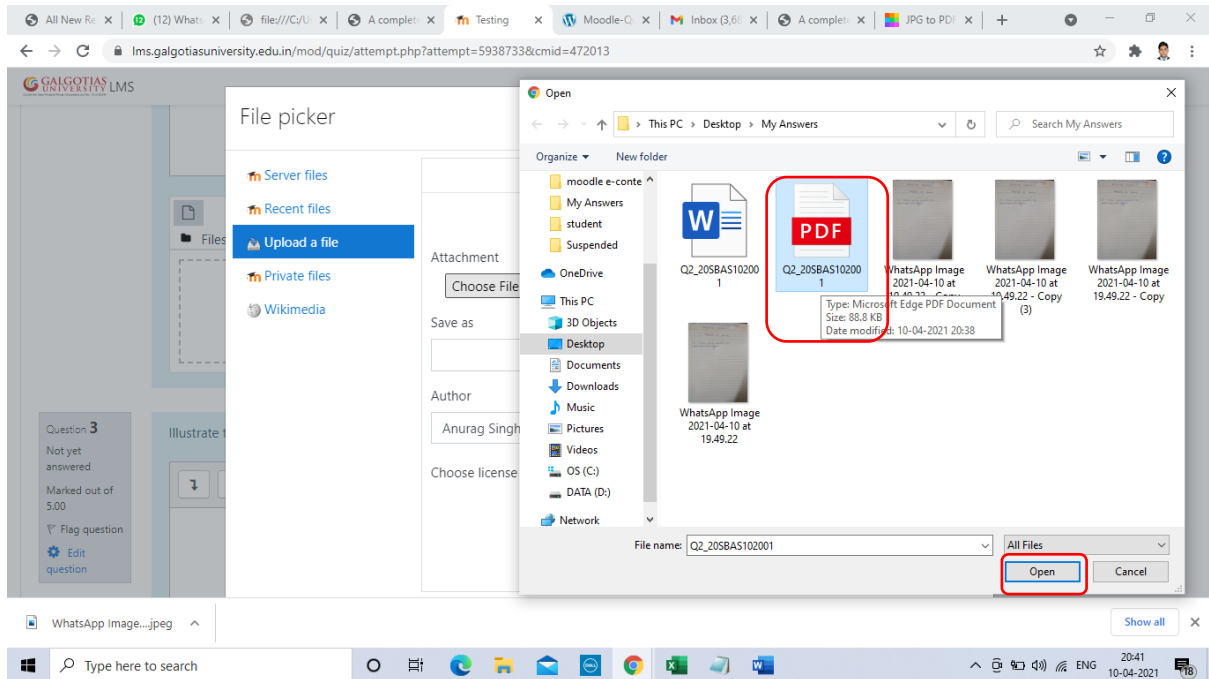 All New Re
(12) Whats
file:///C:/U
A complet
Testing
Moodle-Q
Inbox (3,6
A complet
JPG to PDF
lms.galgotiasuniversity.edu.in/mod/quiz/attempt.php?attempt=5938733&cmid=472013
GALGOTIAS
UNIVERSITY
LMS
File picker
Server files
Recent files
Upload a file
Private files
Wikimedia
Files
Attachment
Choose File
Save as
Author
Anurag Singh
Choose license
Question 3
Not yet
answered
Marked out of
5.00
Flag question
Edit
question
Illustrate
Open
This PC > Desktop > My Answers
Search My Answers
Organize
New folder
moodle e-conte
My Answers
student
Suspended
OneDrive
This PC
3D Objects
Desktop
Documents
Downloads
Music
Pictures
Videos
OS (C:)
DATA (D:)
Network
W
Q2_20SBAS10200
1
PDF
Q2_20SBAS10200
1
WhatsApp Image
2021-04-10 at
19.49.22 - Copy
WhatsApp Image
2021-04-10 at
19.49.22 - Copy
(3)
WhatsApp Image
2021-04-10 at
19.49.22 - Copy
Type: Microsoft Edge PDF Document
Size: 88.8 KB
Date modified: 10-04-2021 20:38
WhatsApp Image
2021-04-10 at
19.49.22
File name:
Q2_20SBAS102001
All Files
Open
Cancel
WhatsApp Image....jpeg
Show all
Type here to search
DELL
ENG
20:41
10-04-2021
18